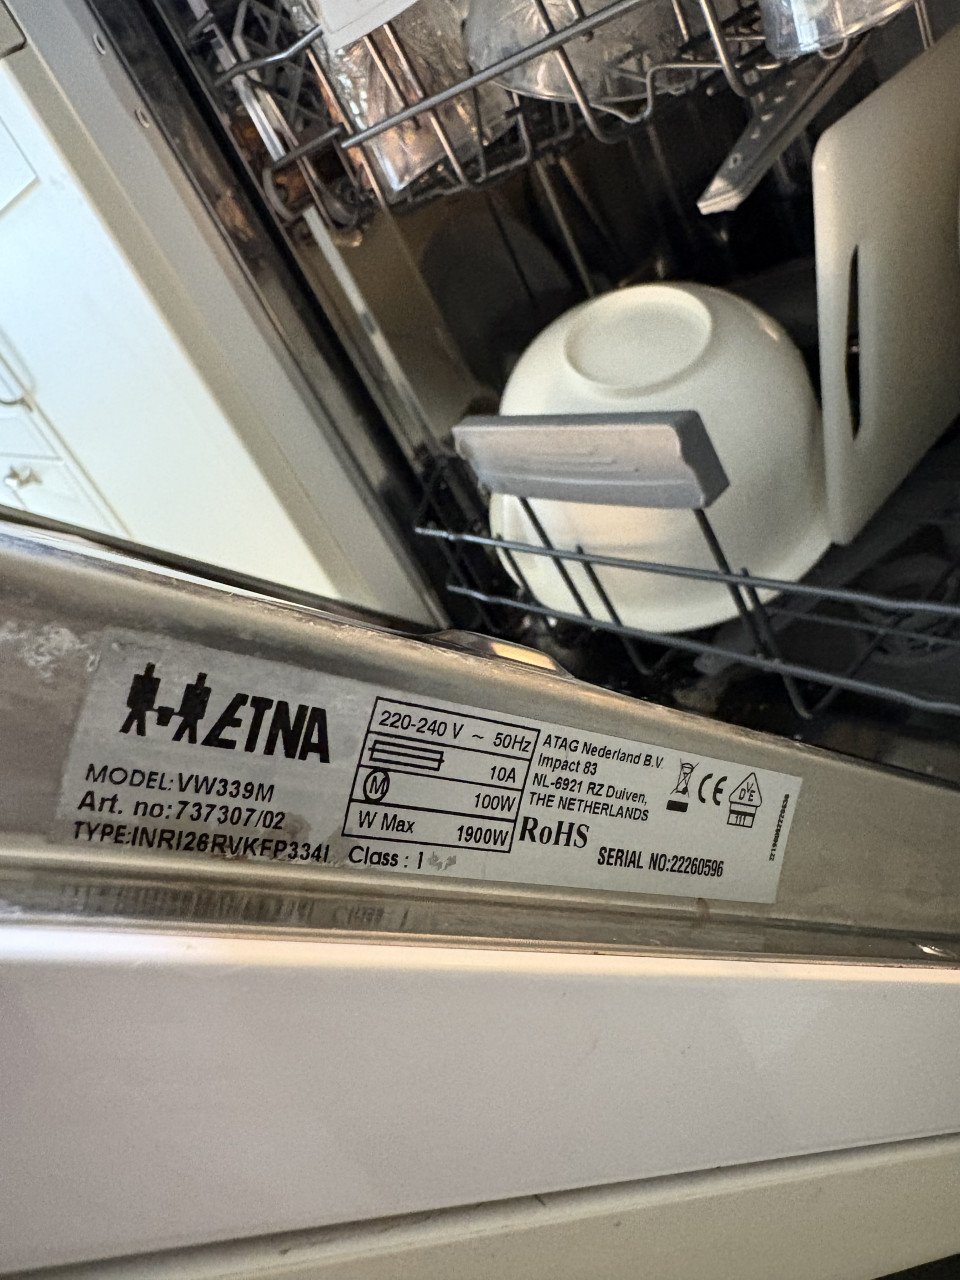 ETNA
MODEL:VW339M
Art. no:737307/02
TYPE:INRI26RVKFP334I
220-240 V ~ 50Hz
10A
M
100W
W Max 1900W
Class : I
ATAG Nederland B.V.
Impact 83
NL-6921 RZ Duiven,
THE NETHERLANDS
RoHS
CE
VDE
SERIAL NO:22260596